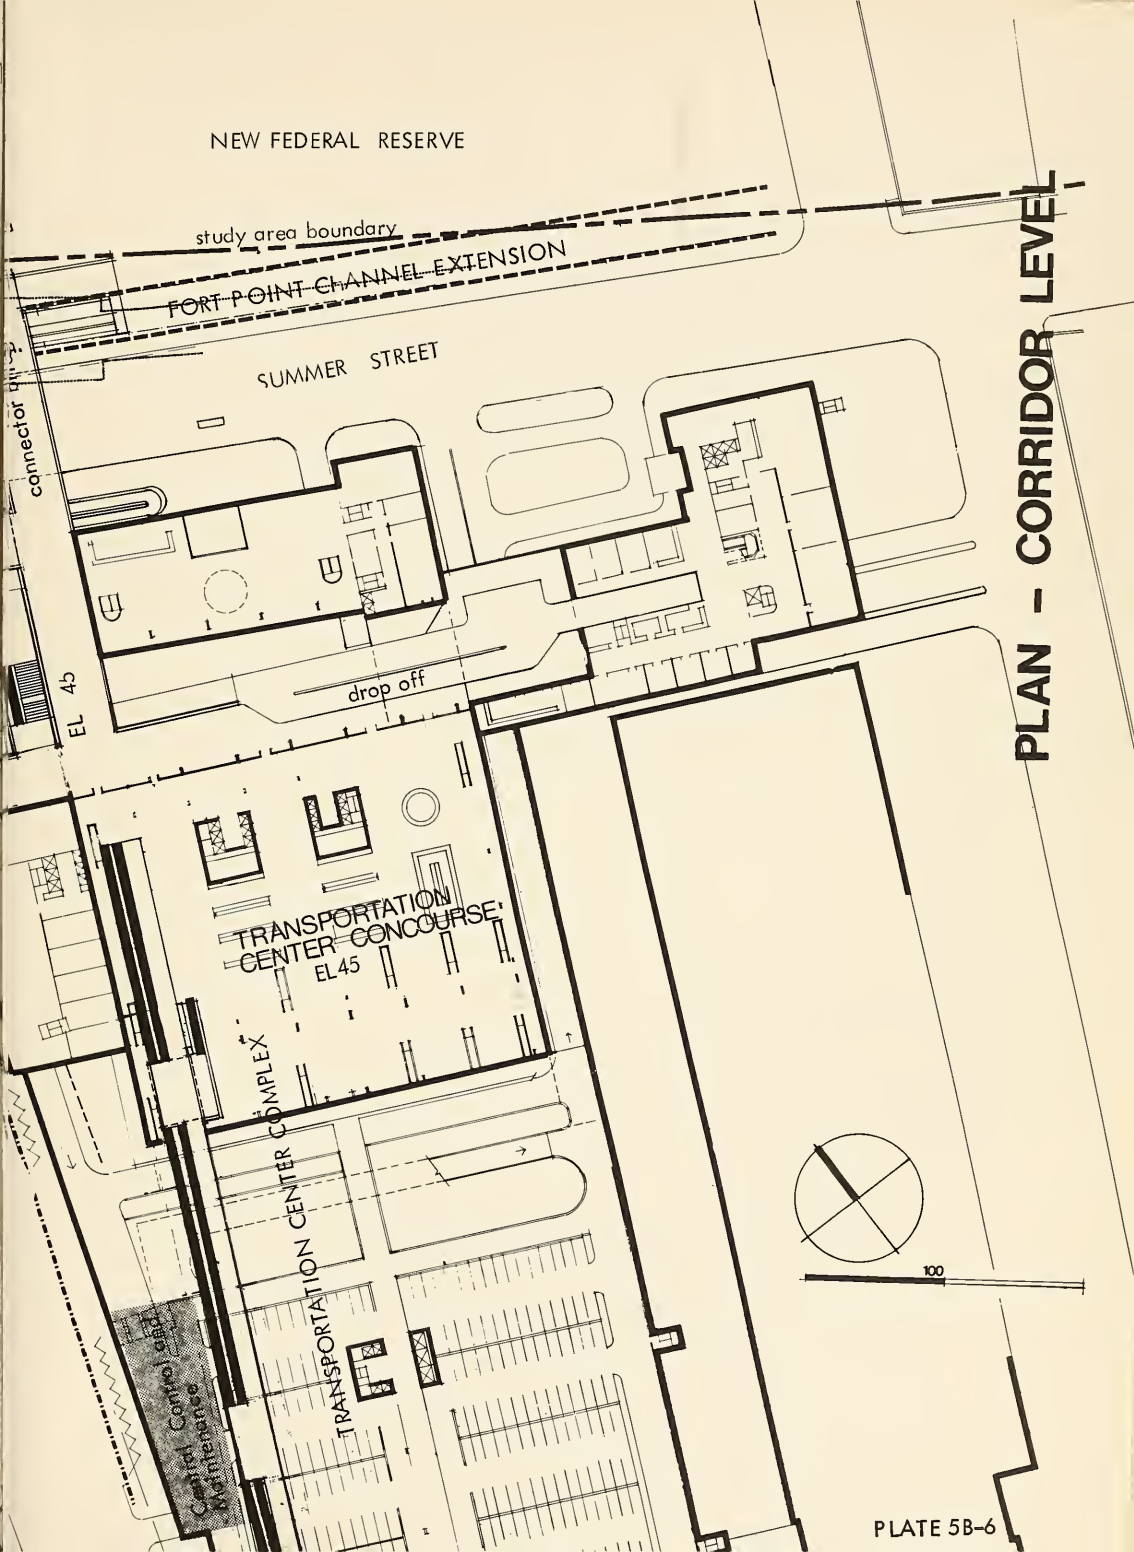 NEW FEDERAL RESERVE
study area boundary
FORT POINT CHANNEL EXTENSION
SUMMER STREET
connector
EL 45
drop off
TRANSPORTATION
CENTER CONCOURSE
EL 45
TRANSPORTATION CENTER COMPLEX
Central Control and
Maintenance
100
PLAN – CORRIDOR LEVEL
PLATE 5B-6